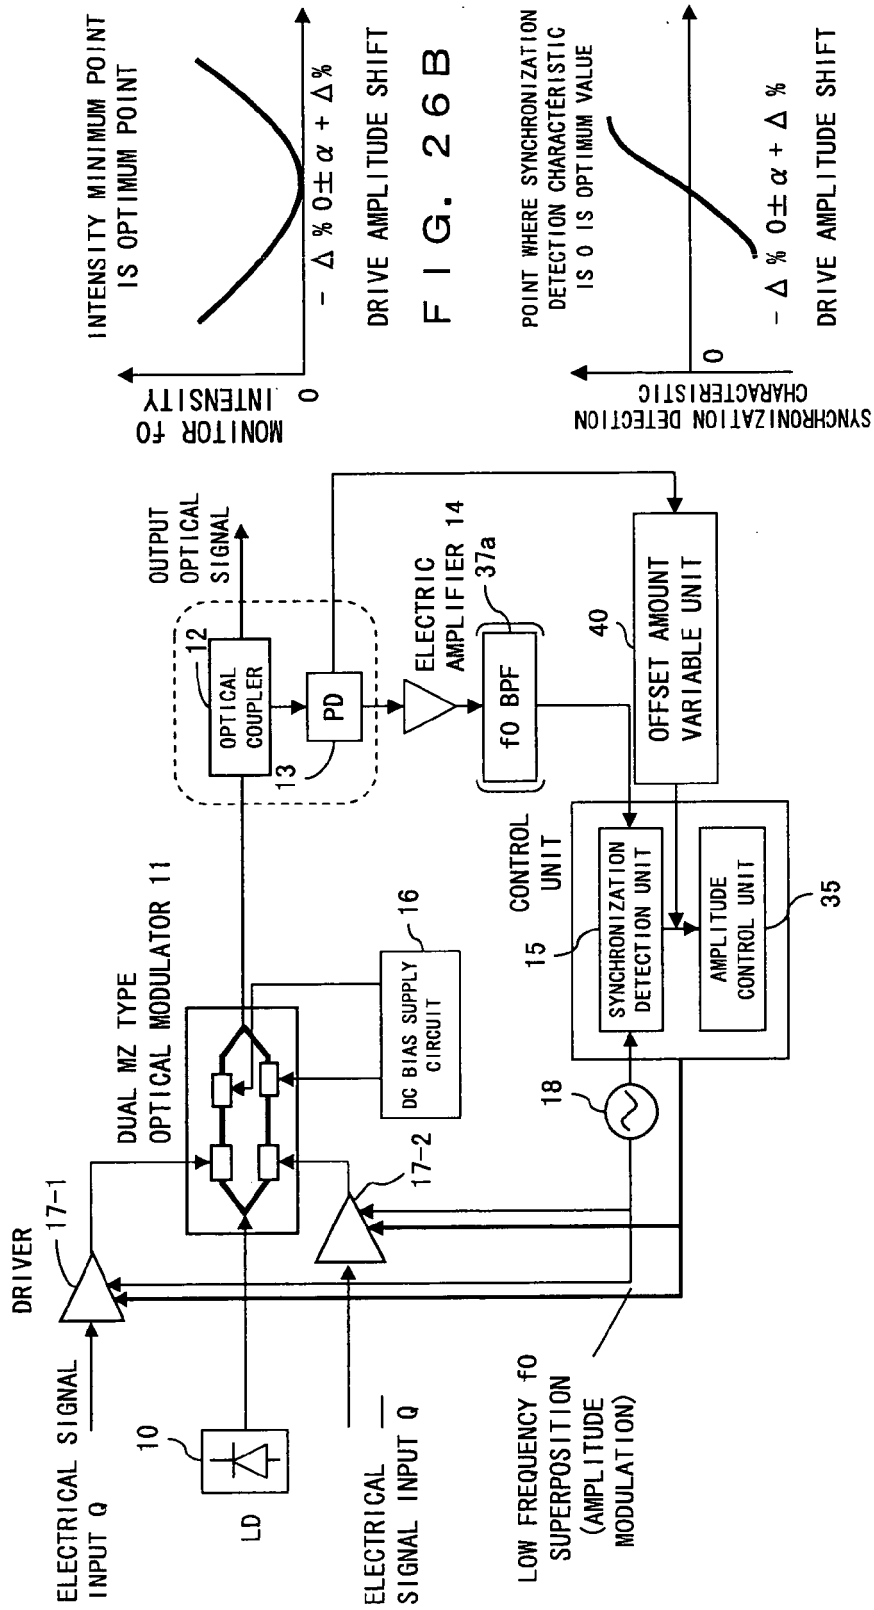 ELECTRICAL SIGNAL
INPUT Q
DRIVER
17-1
DUAL MZ TYPE
OPTICAL MODULATOR 11
10
LD
ELECTRICAL
SIGNAL INPUT Q
17-2
DC BIAS SUPPLY
CIRCUIT
16
OPTICAL
COUPLER
12
OUTPUT
OPTICAL
SIGNAL
PD
13
ELECTRIC
AMPLIFIER 14
f0 BPF
37a
CONTROL
UNIT
15
SYNCHRONIZATION
DETECTION UNIT
AMPLITUDE
CONTROL UNIT
35
40
OFFSET AMOUNT
VARIABLE UNIT
18
LOW FREQUENCY f0
SUPERPOSITION
(AMPLITUDE
MODULATION)
INTENSITY MINIMUM POINT
IS OPTIMUM POINT
MONITOR f0
INTENSITY
0
- Δ % 0± α + Δ%
DRIVE AMPLITUDE SHIFT
FIG. 26B
POINT WHERE SYNCHRONIZATION
DETECTION CHARACTERISTIC
IS 0 IS OPTIMUM VALUE
SYNCHRONIZATION DETECTION
CHARACTERISTIC
0
- Δ % 0± α + Δ %
DRIVE AMPLITUDE SHIFT